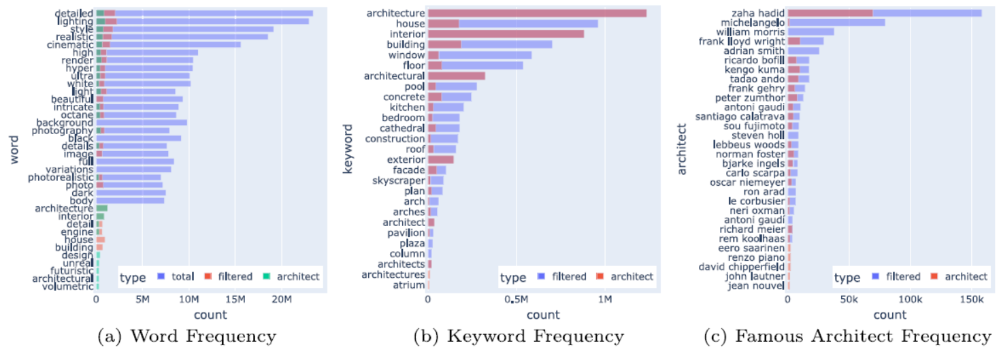 word
detailed
lighting
style
realistic
cinematic
high
render
hyper
ultra
white
light
beautiful
intricate
octane
background
photography
black
details
image
full
variations
photorealistic
photo
dark
body
architecture
interior
detail
engine
house
building
design
unreal
futuristic
architectural
volumetric
type total filtered architect
0 5M 10M 15M 20M
count
(a) Word Frequency
keyword
architecture
house
interior
building
window
floor
architectural
pool
concrete
kitchen
bedroom
cathedral
construction
roof
exterior
facade
skyscraper
plan
arch
arches
architect
pavilion
plaza
column
architects
architectures
atrium
type filtered architect
0 0.5M 1M
count
(b) Keyword Frequency
architect
zaha hadid
michelangelo
william morris
frank lloyd wright
adrian smith
ricardo bofill
kengo kuma
tadao ando
frank gehry
peter zumthor
antoni gaudi
santiago calatrava
sou fujimoto
steven holl
lebbeus woods
norman foster
bjarke ingels
carlo scarpa
oscar niemeyer
ron arad
le corbusier
neri oxman
antoni gaudí
richard meier
rem koolhaas
eero saarinen
renzo piano
david chipperfield
john lautner
jean nouvel
type filtered architect
0 50k 100k 150k
count
(c) Famous Architect Frequency